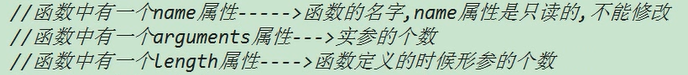 //函数中有一个name属性----->函数的名字,name属性是只读的,不能修改
//函数中有一个arguments属性--->实参的个数
//函数中有一个length属性---->函数定义的时候形参的个数